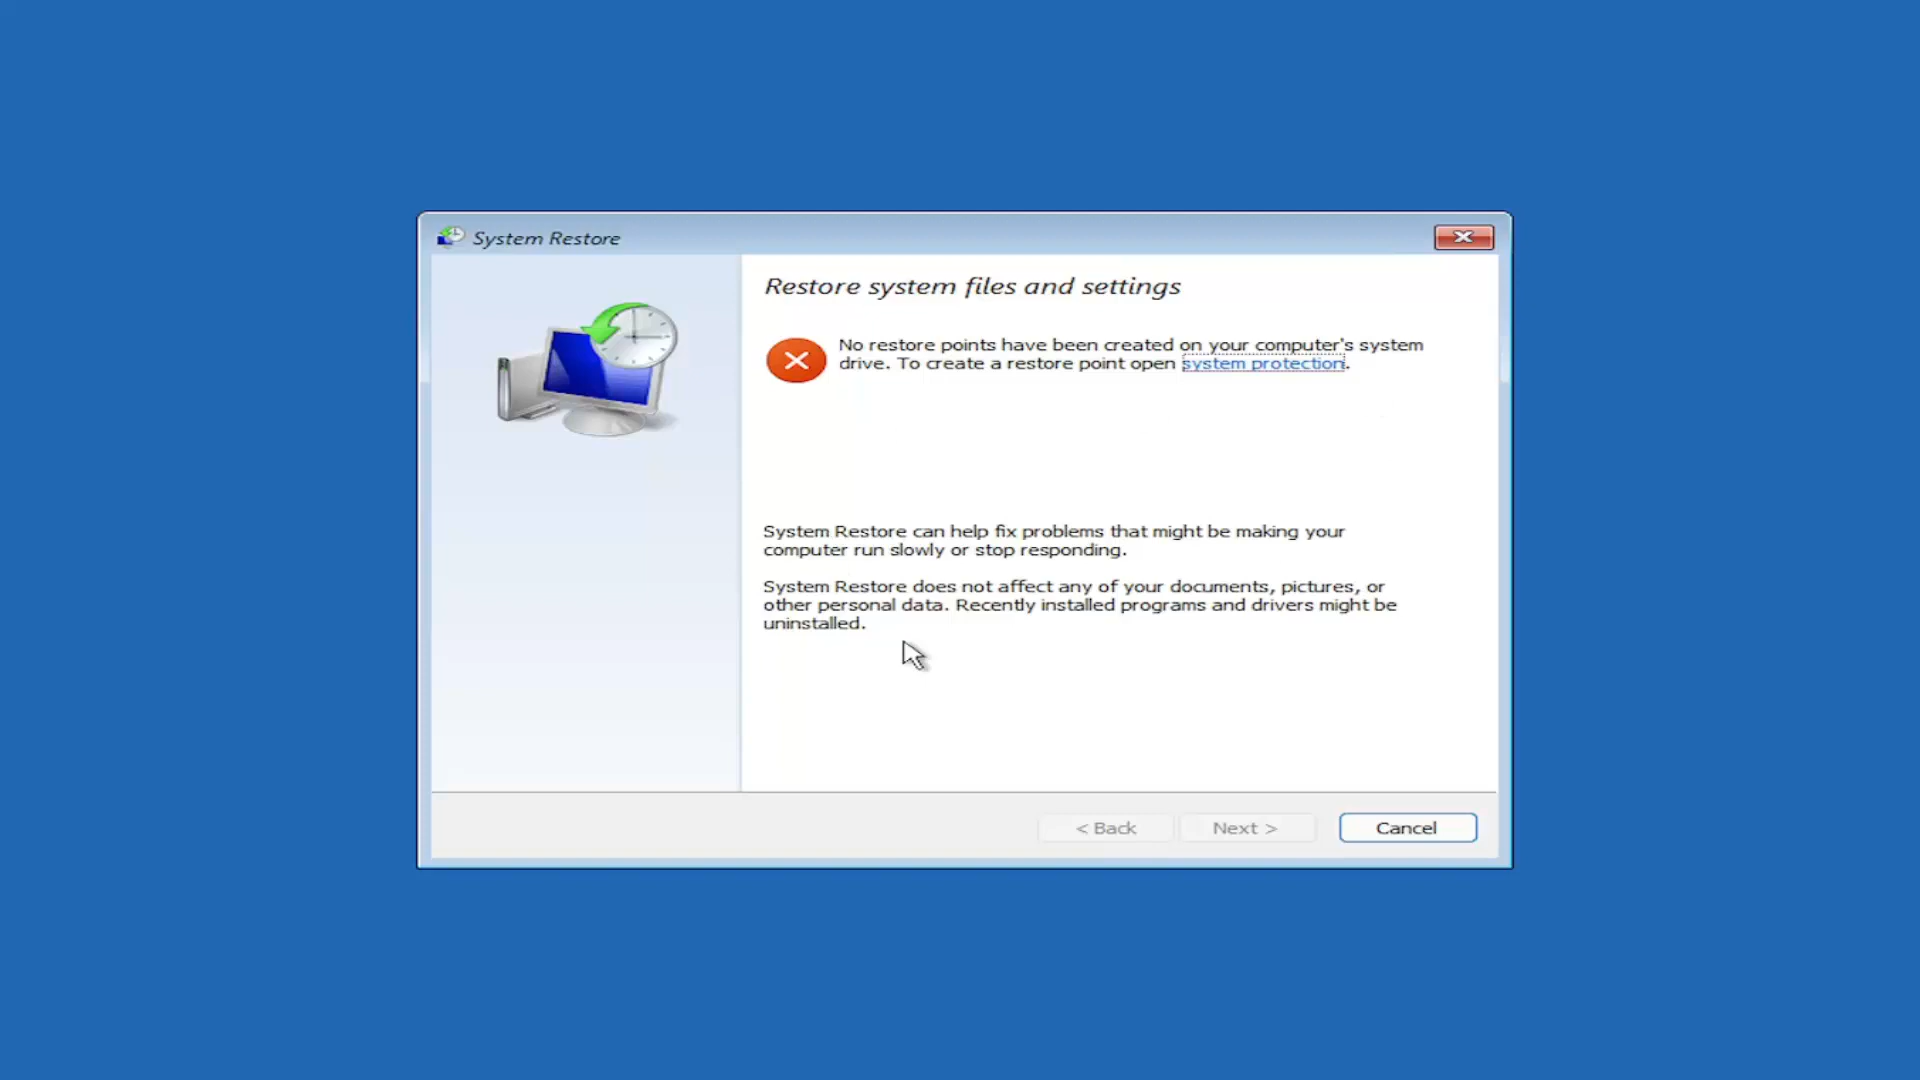 System Restore
Restore system files and settings
No restore points have been created on your computer's system
drive. To create a restore point open system protection.
System Restore can help fix problems that might be making your
computer run slowly or stop responding.
System Restore does not affect any of your documents, pictures, or
other personal data. Recently installed programs and drivers might be
uninstalled.
< Back
Next >
Cancel